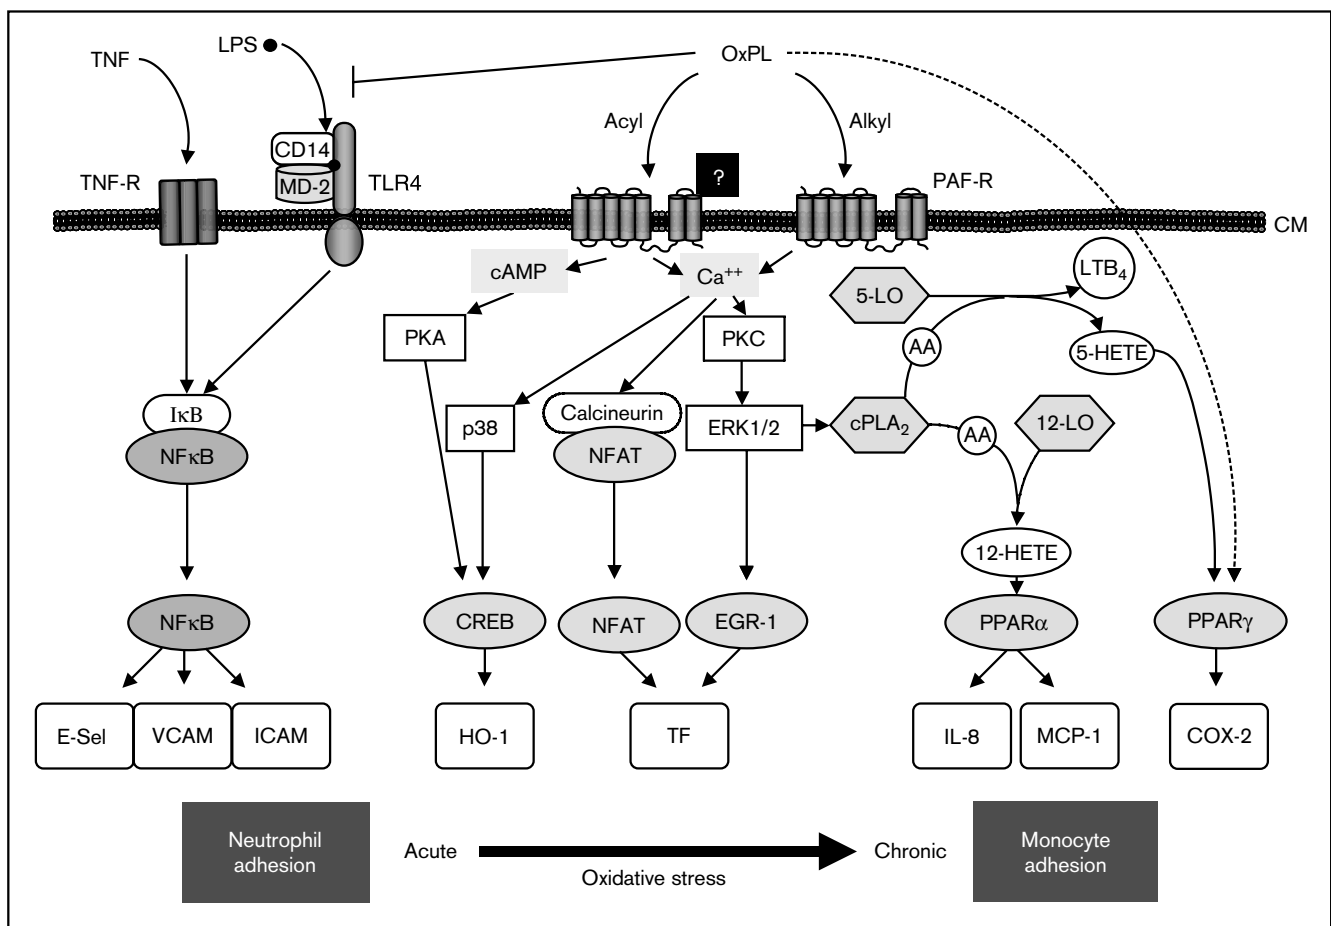 TNF
LPS
OxPL
Acyl
Alkyl
CD14
MD-2
TNF-R
TLR4
?
PAF-R
CM
cAMP
Ca++
LTB4
5-LO
PKA
PKC
AA
5-HETE
IκB
NFκB
p38
Calcineurin
NFAT
ERK1/2
cPLA2
AA
12-LO
12-HETE
NFκB
CREB
NFAT
EGR-1
PPARα
PPARγ
E-Sel
VCAM
ICAM
HO-1
TF
IL-8
MCP-1
COX-2
Neutrophil
adhesion
Acute
Oxidative stress
Chronic
Monocyte
adhesion